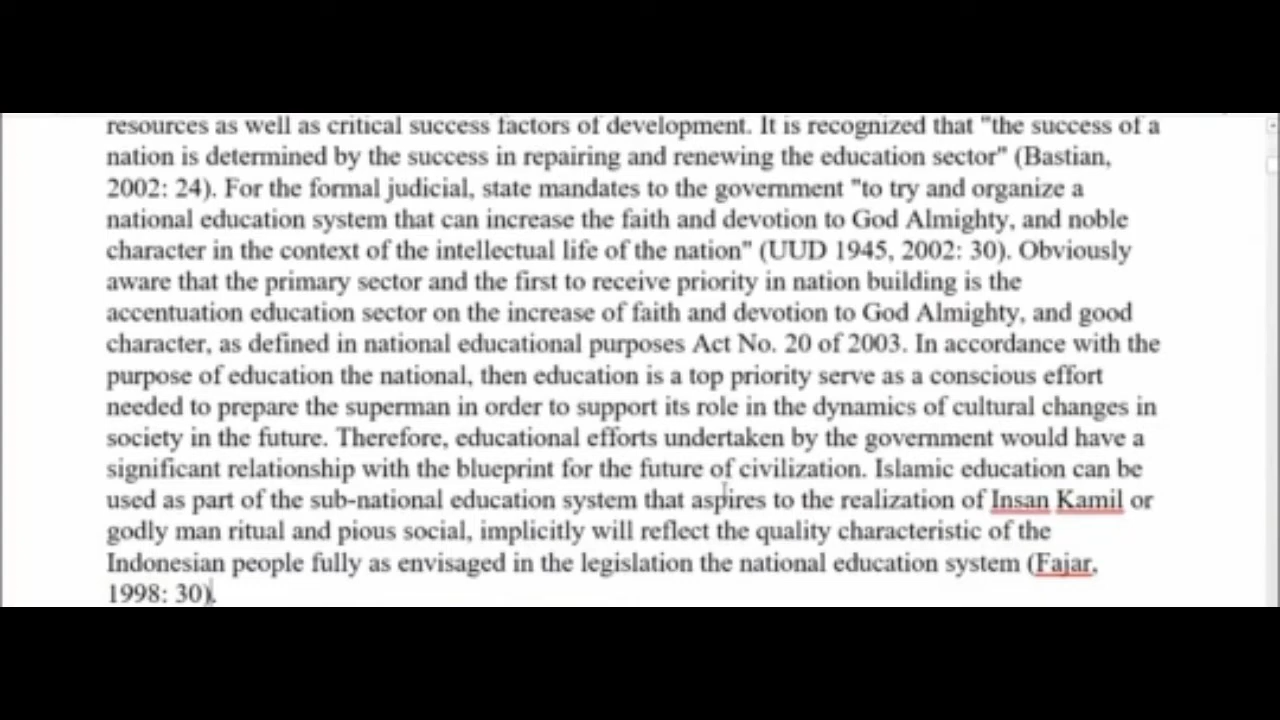 resources as well as critical success factors of development. It is recognized that "the success of a
nation is determined by the success in repairing and renewing the education sector" (Bastian,
2002: 24). For the formal judicial, state mandates to the government "to try and organize a
national education system that can increase the faith and devotion to God Almighty, and noble
character in the context of the intellectual life of the nation" (UUD 1945, 2002: 30). Obviously
aware that the primary sector and the first to receive priority in nation building is the
accentuation education sector on the increase of faith and devotion to God Almighty, and good
character, as defined in national educational purposes Act No. 20 of 2003. In accordance with the
purpose of education the national, then education is a top priority serve as a conscious effort
needed to prepare the superman in order to support its role in the dynamics of cultural changes in
society in the future. Therefore, educational efforts undertaken by the government would have a
significant relationship with the blueprint for the future of civilization. Islamic education can be
used as part of the sub-national education system that aspires to the realization of Insan Kamil or
godly man ritual and pious social, implicitly will reflect the quality characteristic of the
Indonesian people fully as envisaged in the legislation the national education system (Fajar,
1998: 30).